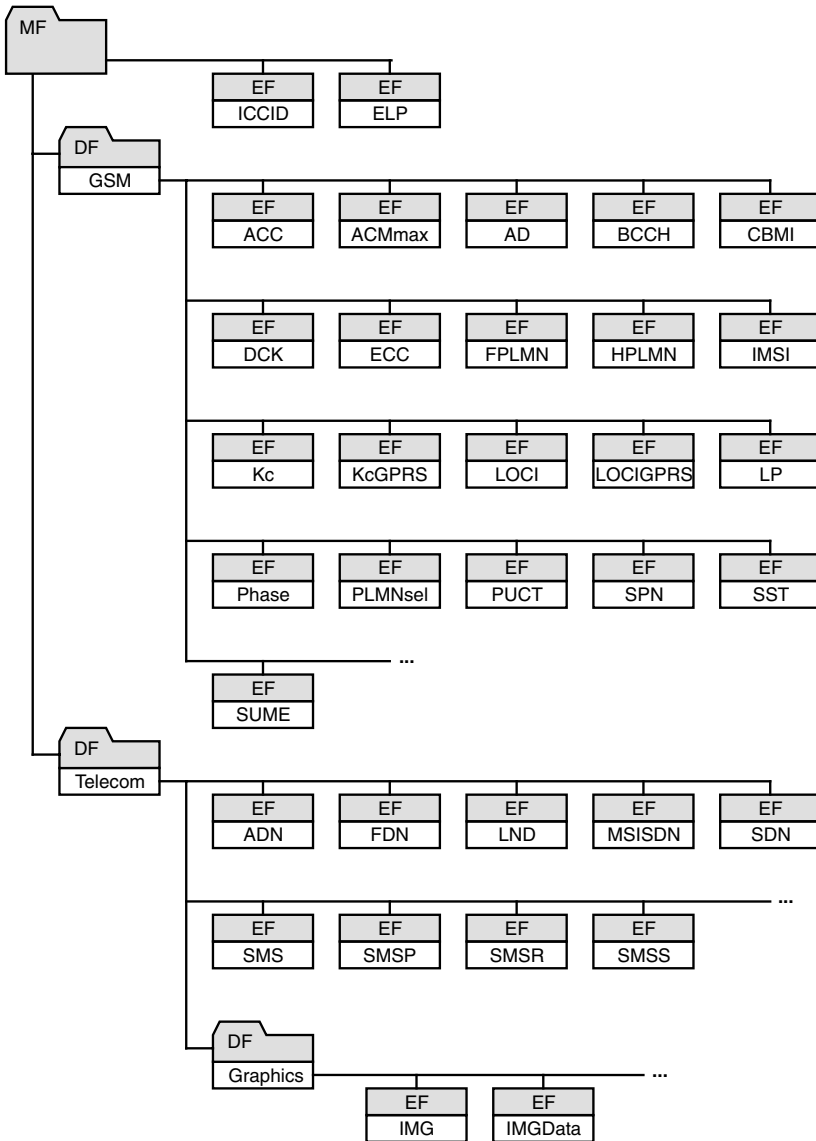 MF
EF EF
ICCID ELP
DF
GSM
EF EF EF EF EF
ACC ACMmax AD BCCH CBMI
EF EF EF EF EF
DCK ECC FPLMN HPLMN IMSI
EF EF EF EF EF
Kc KcGPRS LOCI LOCIGPRS LP
EF EF EF EF EF
Phase PLMNsel PUCT SPN SST
...
EF
SUME
DF
Telecom
EF EF EF EF EF
ADN FDN LND MSISDN SDN
...
EF EF EF EF
SMS SMSP SMSR SMSS
DF
Graphics ...
EF EF
IMG IMGData